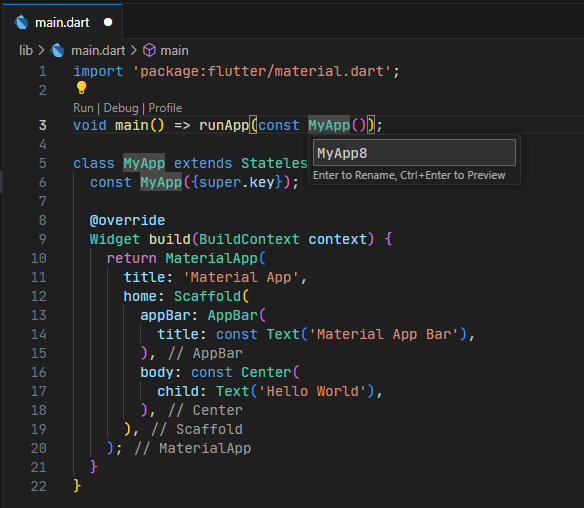 main.dart
lib > main.dart > main
1 import 'package:flutter/material.dart';
2
Run | Debug | Profile
3 void main() => runApp(const MyApp());
4
MyApp8
Enter to Rename, Ctrl+Enter to Preview
5 class MyApp extends Stateles
6 const MyApp({super.key});
7
8 @override
9 Widget build(BuildContext context) {
10 return MaterialApp(
11 title: 'Material App',
12 home: Scaffold(
13 appBar: AppBar(
14 title: const Text('Material App Bar'),
15 ), // AppBar
16 body: const Center(
17 child: Text('Hello World'),
18 ), // Center
19 ), // Scaffold
20 ); // MaterialApp
21 }
22 }